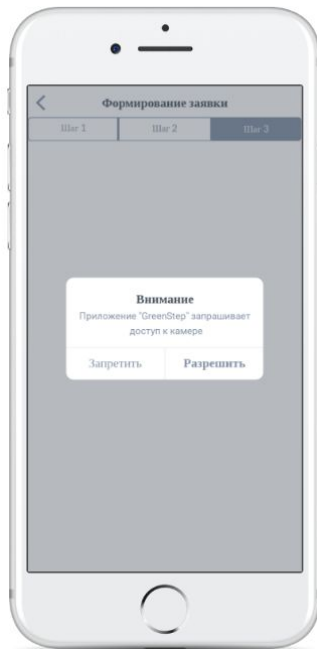 Формирование заявки
Шаг 1 Шаг 2 Шаг 3
Внимание
Приложение "GreenStep" запрашивает
доступ к камере
Запретить Разрешить